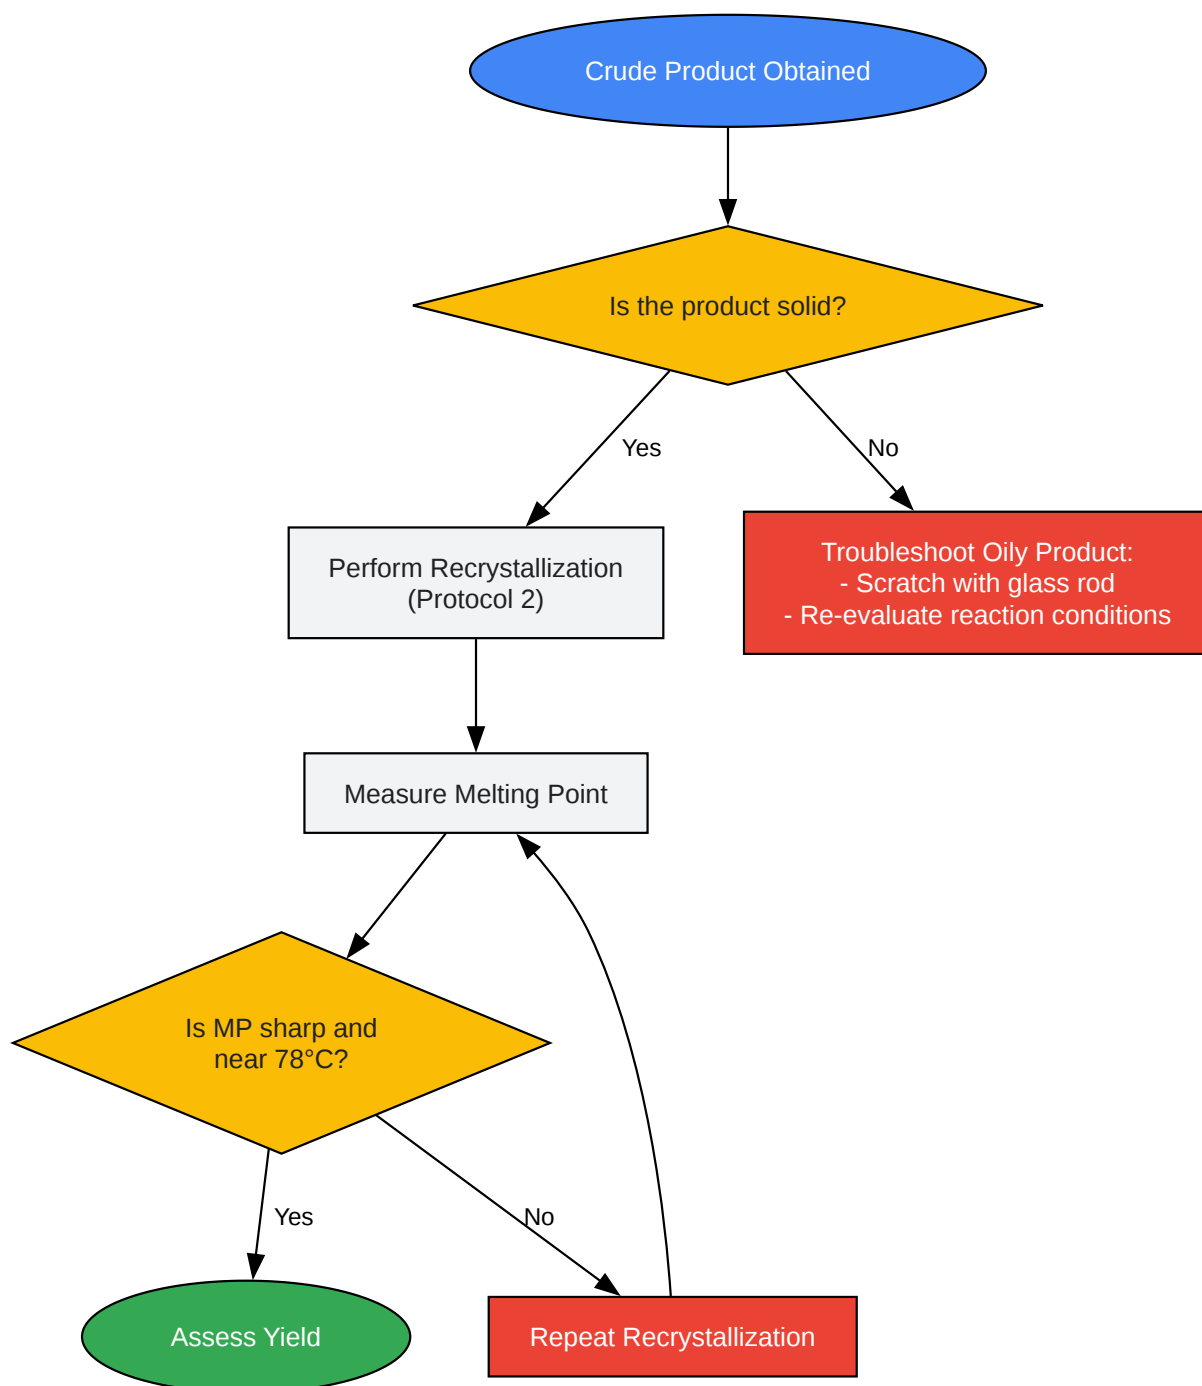 Crude Product Obtained
Is the product solid?
Yes
No
Perform Recrystallization
(Protocol 2)
Troubleshoot Oily Product:
- Scratch with glass rod
- Re-evaluate reaction conditions
Measure Melting Point
Is MP sharp and
near 78°C?
Yes
No
Assess Yield
Repeat Recrystallization